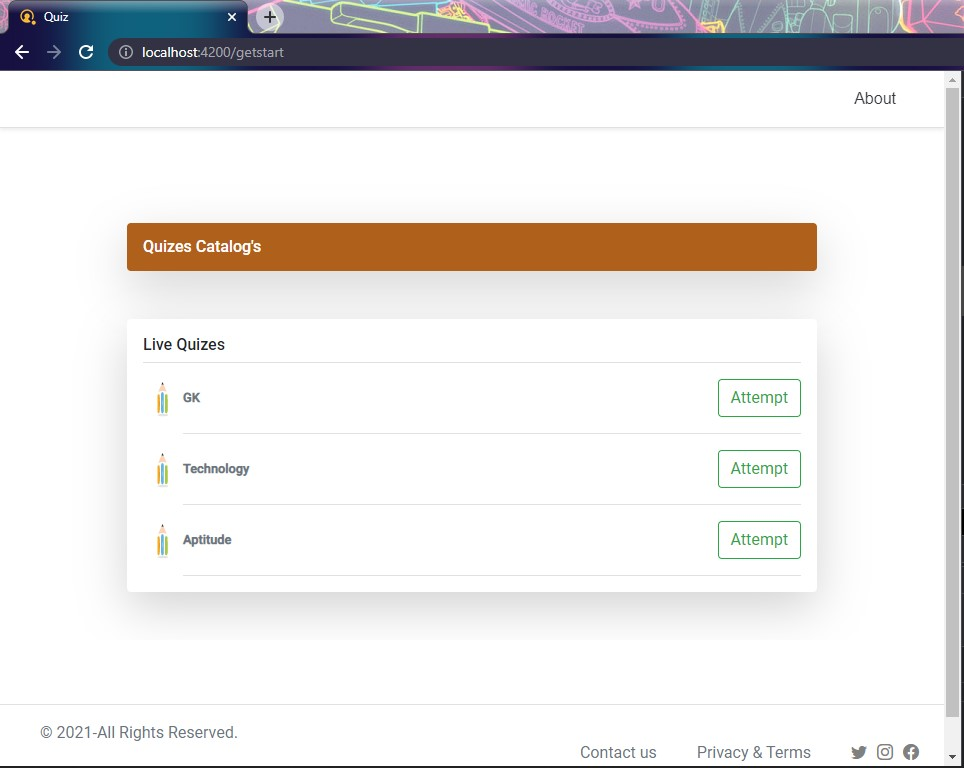 Quiz
localhost:4200/getstart
About
Quizes Catalog's
Live Quizes
GK
Attempt
Technology
Attempt
Aptitude
Attempt
© 2021-All Rights Reserved.
Contact us
Privacy & Terms